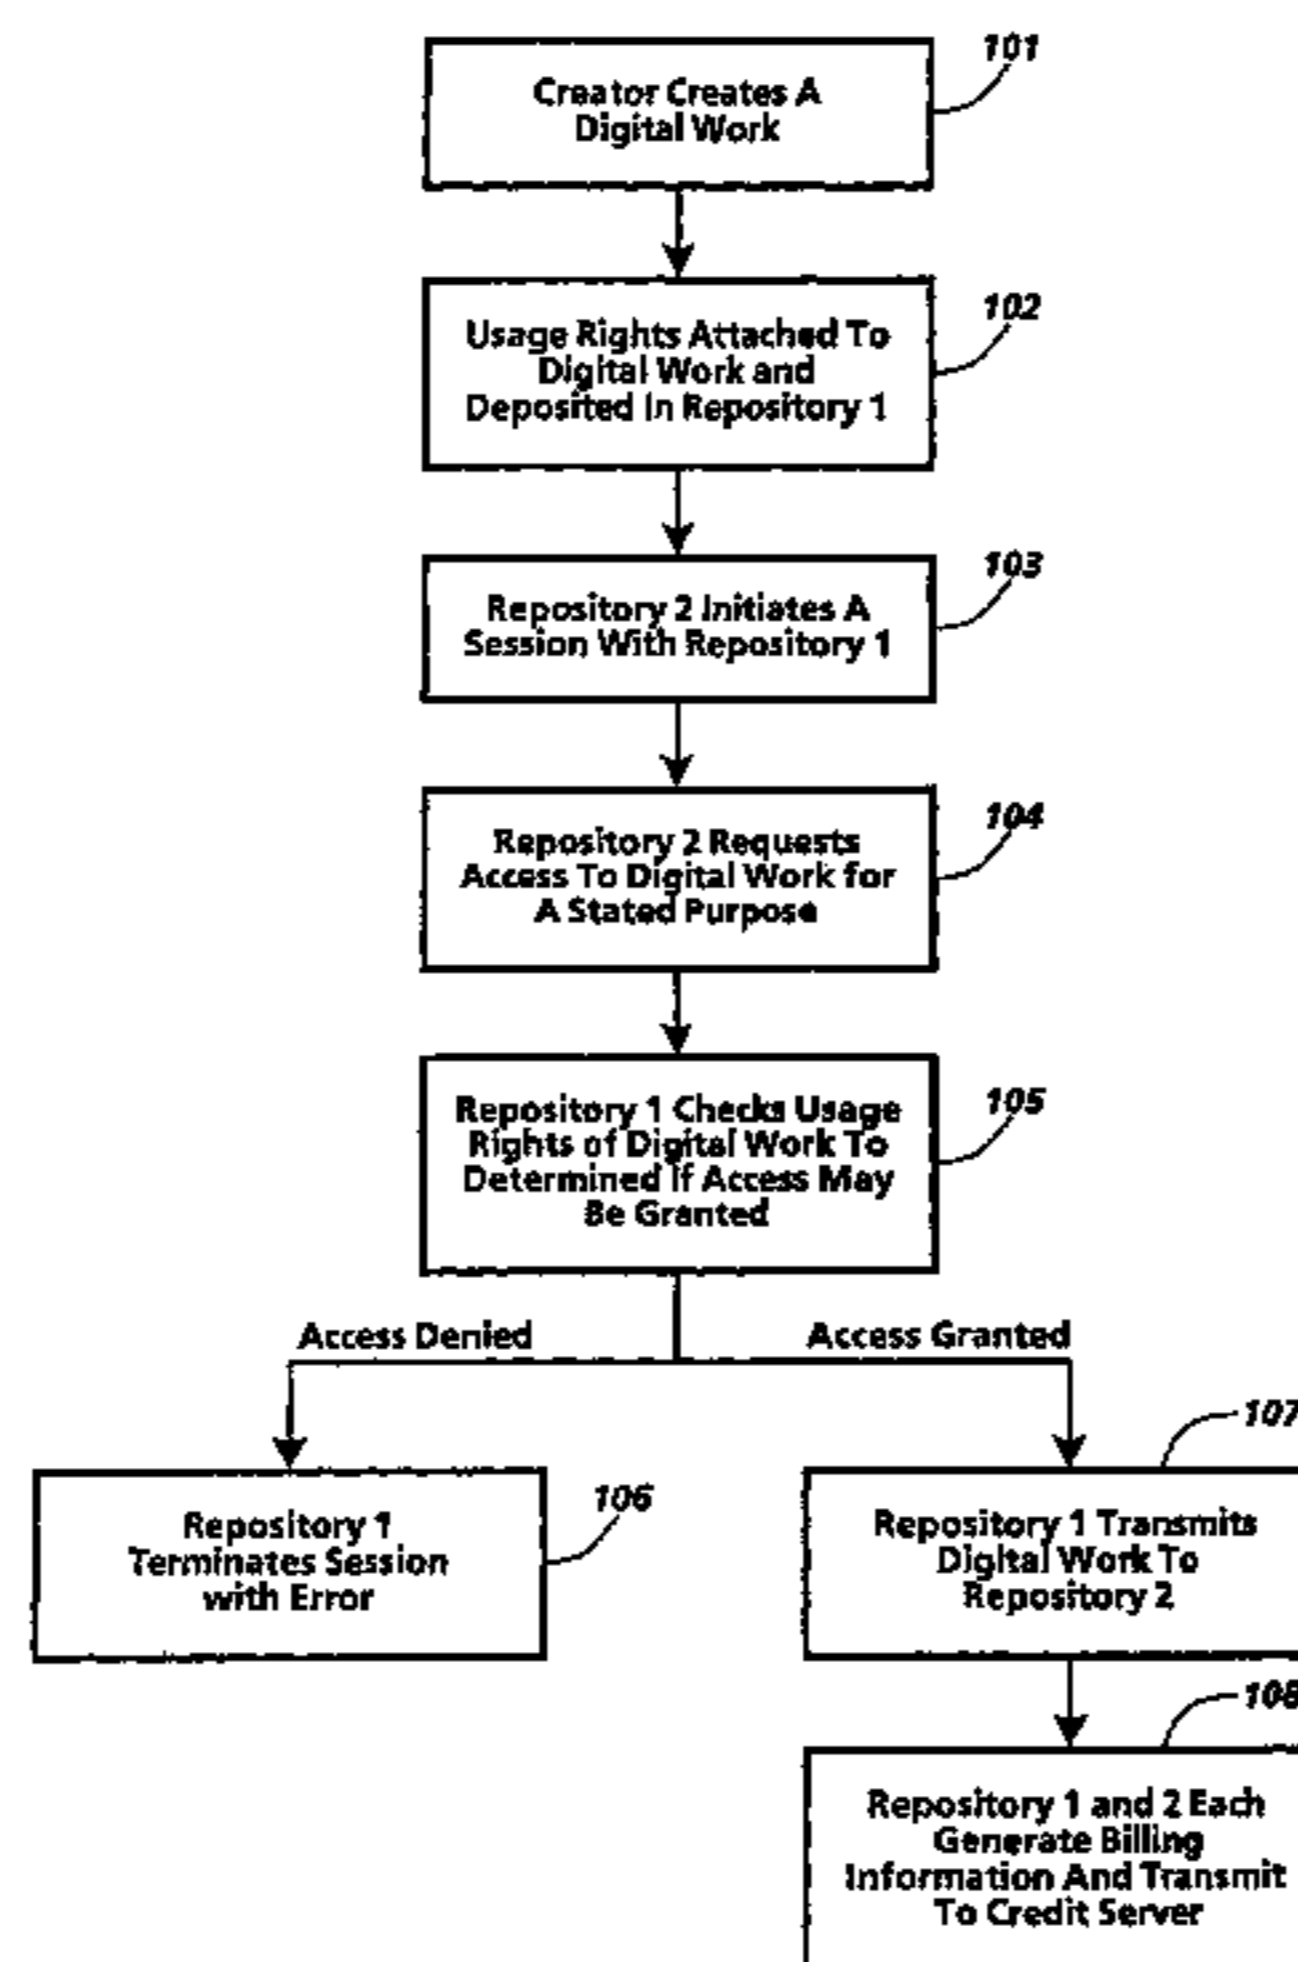 101
Creator Creates A
Digital Work
102
Usage Rights Attached To
Digital Work and
Deposited In Repository 1
103
Repository 2 Initiates A
Session With Repository 1
104
Repository 2 Requests
Access To Digital Work for
A Stated Purpose
105
Repository 1 Checks Usage
Rights of Digital Work To
Determined If Access May
Be Granted
Access Denied
Access Granted
106
Repository 1
Terminates Session
with Error
107
Repository 1 Transmits
Digital Work To
Repository 2
108
Repository 1 and 2 Each
Generate Billing
Information And Transmit
To Credit Server